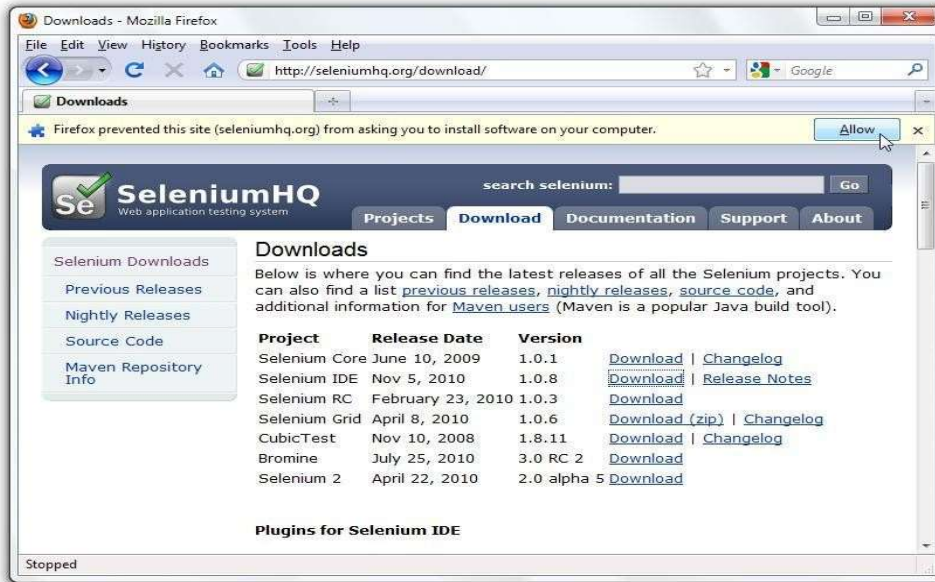 Downloads - Mozilla Firefox
File Edit View History Bookmarks Tools Help
http://seleniumhq.org/download/
Google
Downloads
Firefox prevented this site (seleniumhq.org) from asking you to install software on your computer.
Allow
Se
SeleniumHQ
Web application testing system
search selenium:
Go
Projects Download Documentation Support About
Selenium Downloads
Previous Releases
Nightly Releases
Source Code
Maven Repository
Info
Downloads
Below is where you can find the latest releases of all the Selenium projects. You
can also find a list previous releases, nightly releases, source code, and
additional information for Maven users (Maven is a popular Java build tool).
Project Release Date Version
Selenium Core June 10, 2009 1.0.1 Download | Changelog
Selenium IDE Nov 5, 2010 1.0.8 Download | Release Notes
Selenium RC February 23, 2010 1.0.3 Download
Selenium Grid April 8, 2010 1.0.6 Download (zip) | Changelog
CubicTest Nov 10, 2008 1.8.11 Download | Changelog
Bromine July 25, 2010 3.0 RC 2 Download
Selenium 2 April 22, 2010 2.0 alpha 5 Download
Plugins for Selenium IDE
Stopped